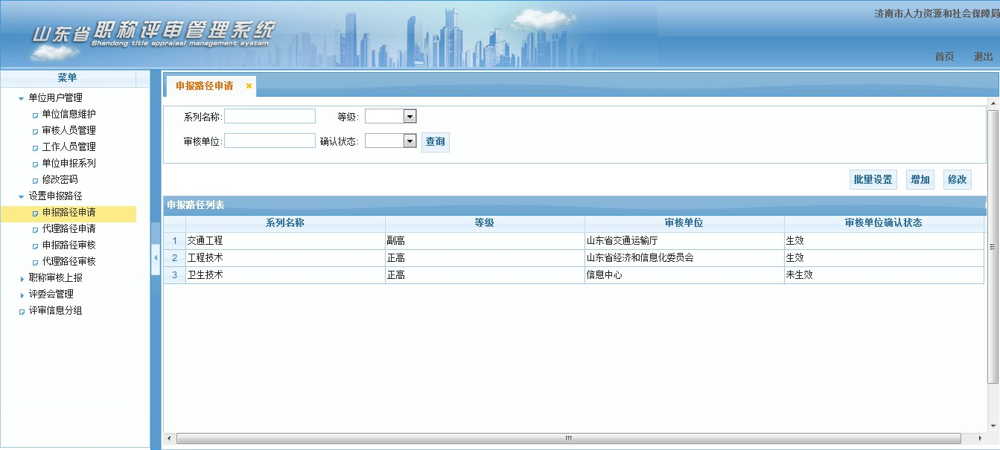 济南市人力资源和社会保障局
山东省职称评审管理系统
Shandong title appraisal management system
首页 退出
菜单
单位用户管理
单位信息维护
审核人员管理
工作人员管理
单位申报系列
修改密码
设置申报路径
申报路径申请
代理路径申请
申报路径审核
代理路径审核
职称审核上报
评委会管理
评审信息分组
申报路径申请
系列名称: 等级:
审核单位: 确认状态: 查询
批量设置 增加 修改
申报路径列表
系列名称 等级 审核单位 审核单位确认状态
1 交通工程 副高 山东省交通运输厅 生效
2 工程技术 正高 山东省经济和信息化委员会 生效
3 卫生技术 正高 信息中心 未生效